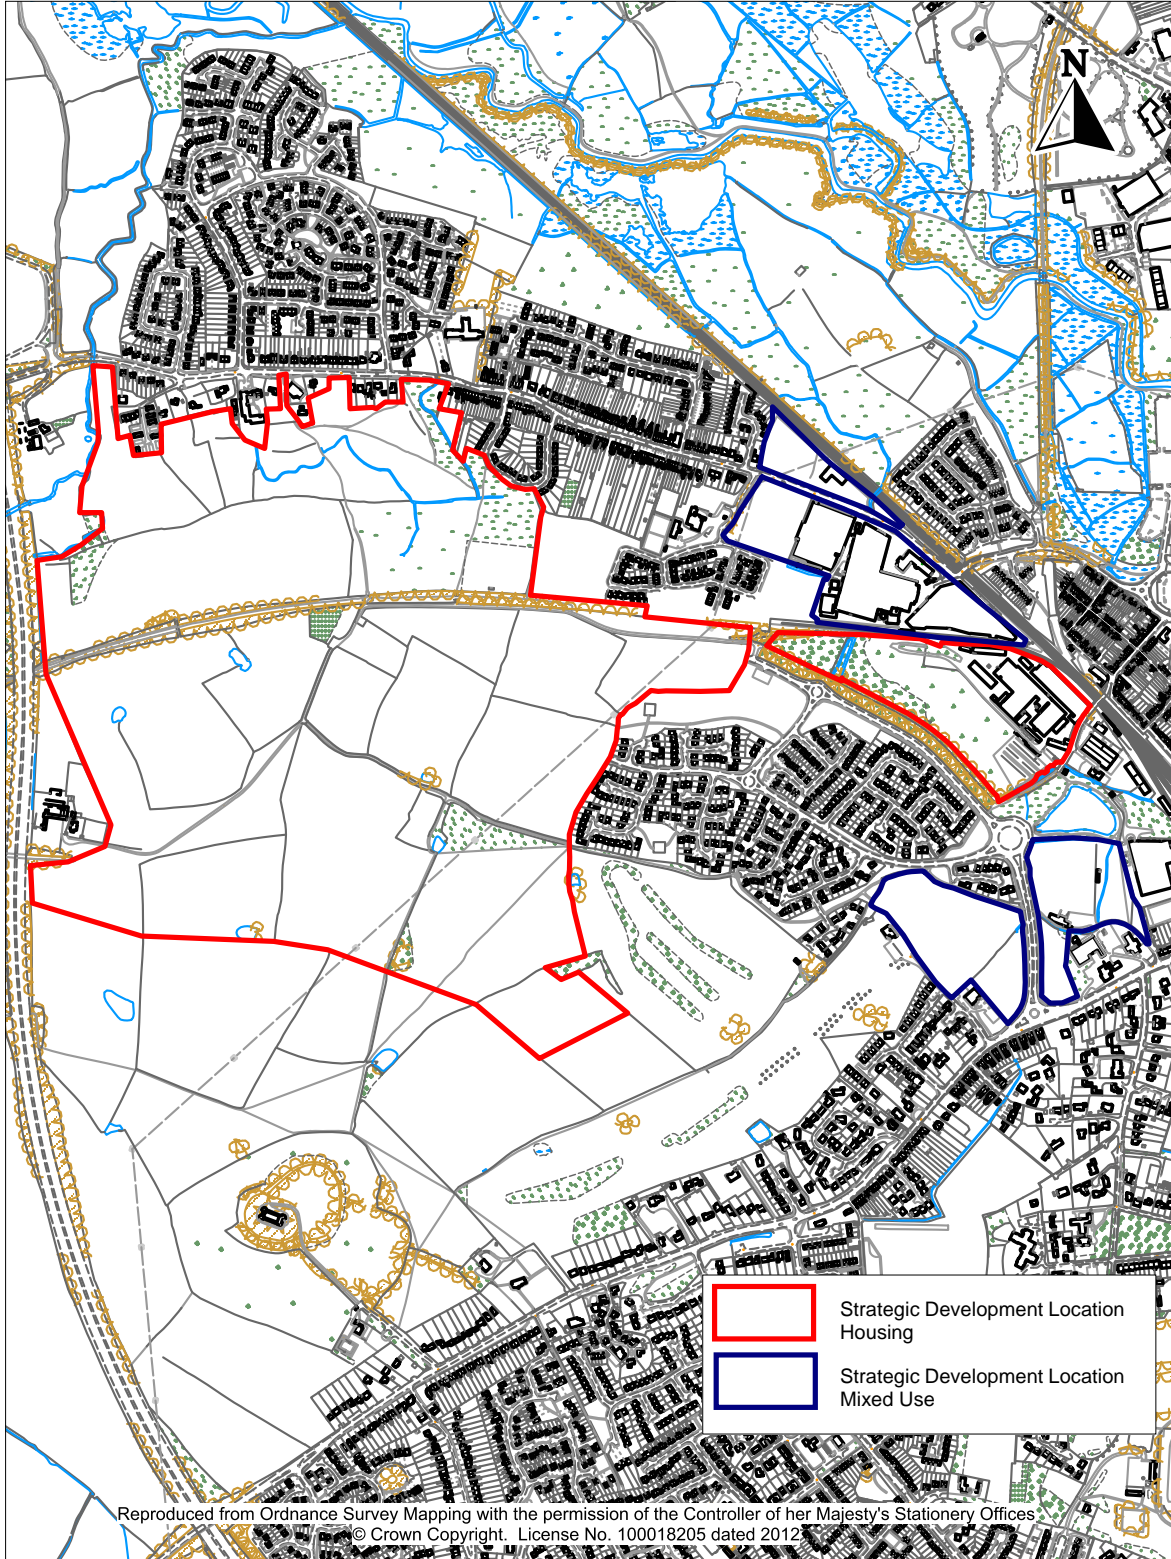 N
Strategic Development Location
Housing
Strategic Development Location
Mixed Use
Reproduced from Ordnance Survey Mapping with the permission of the Controller of her Majesty's Stationery Offices
© Crown Copyright. License No. 100018205 dated 2012